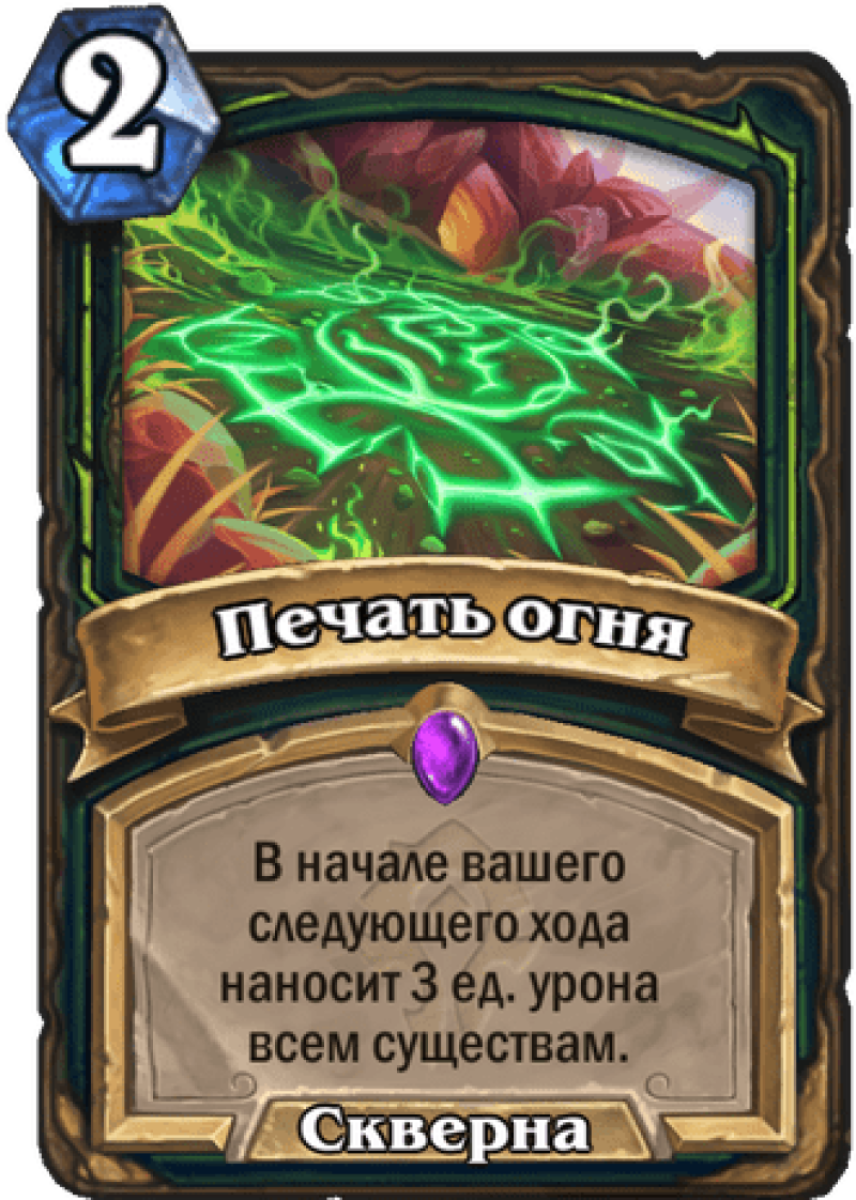 2
Печать огня
В начале вашего
следующего хода
наносит 3 ед. урона
всем существам.
Скверна